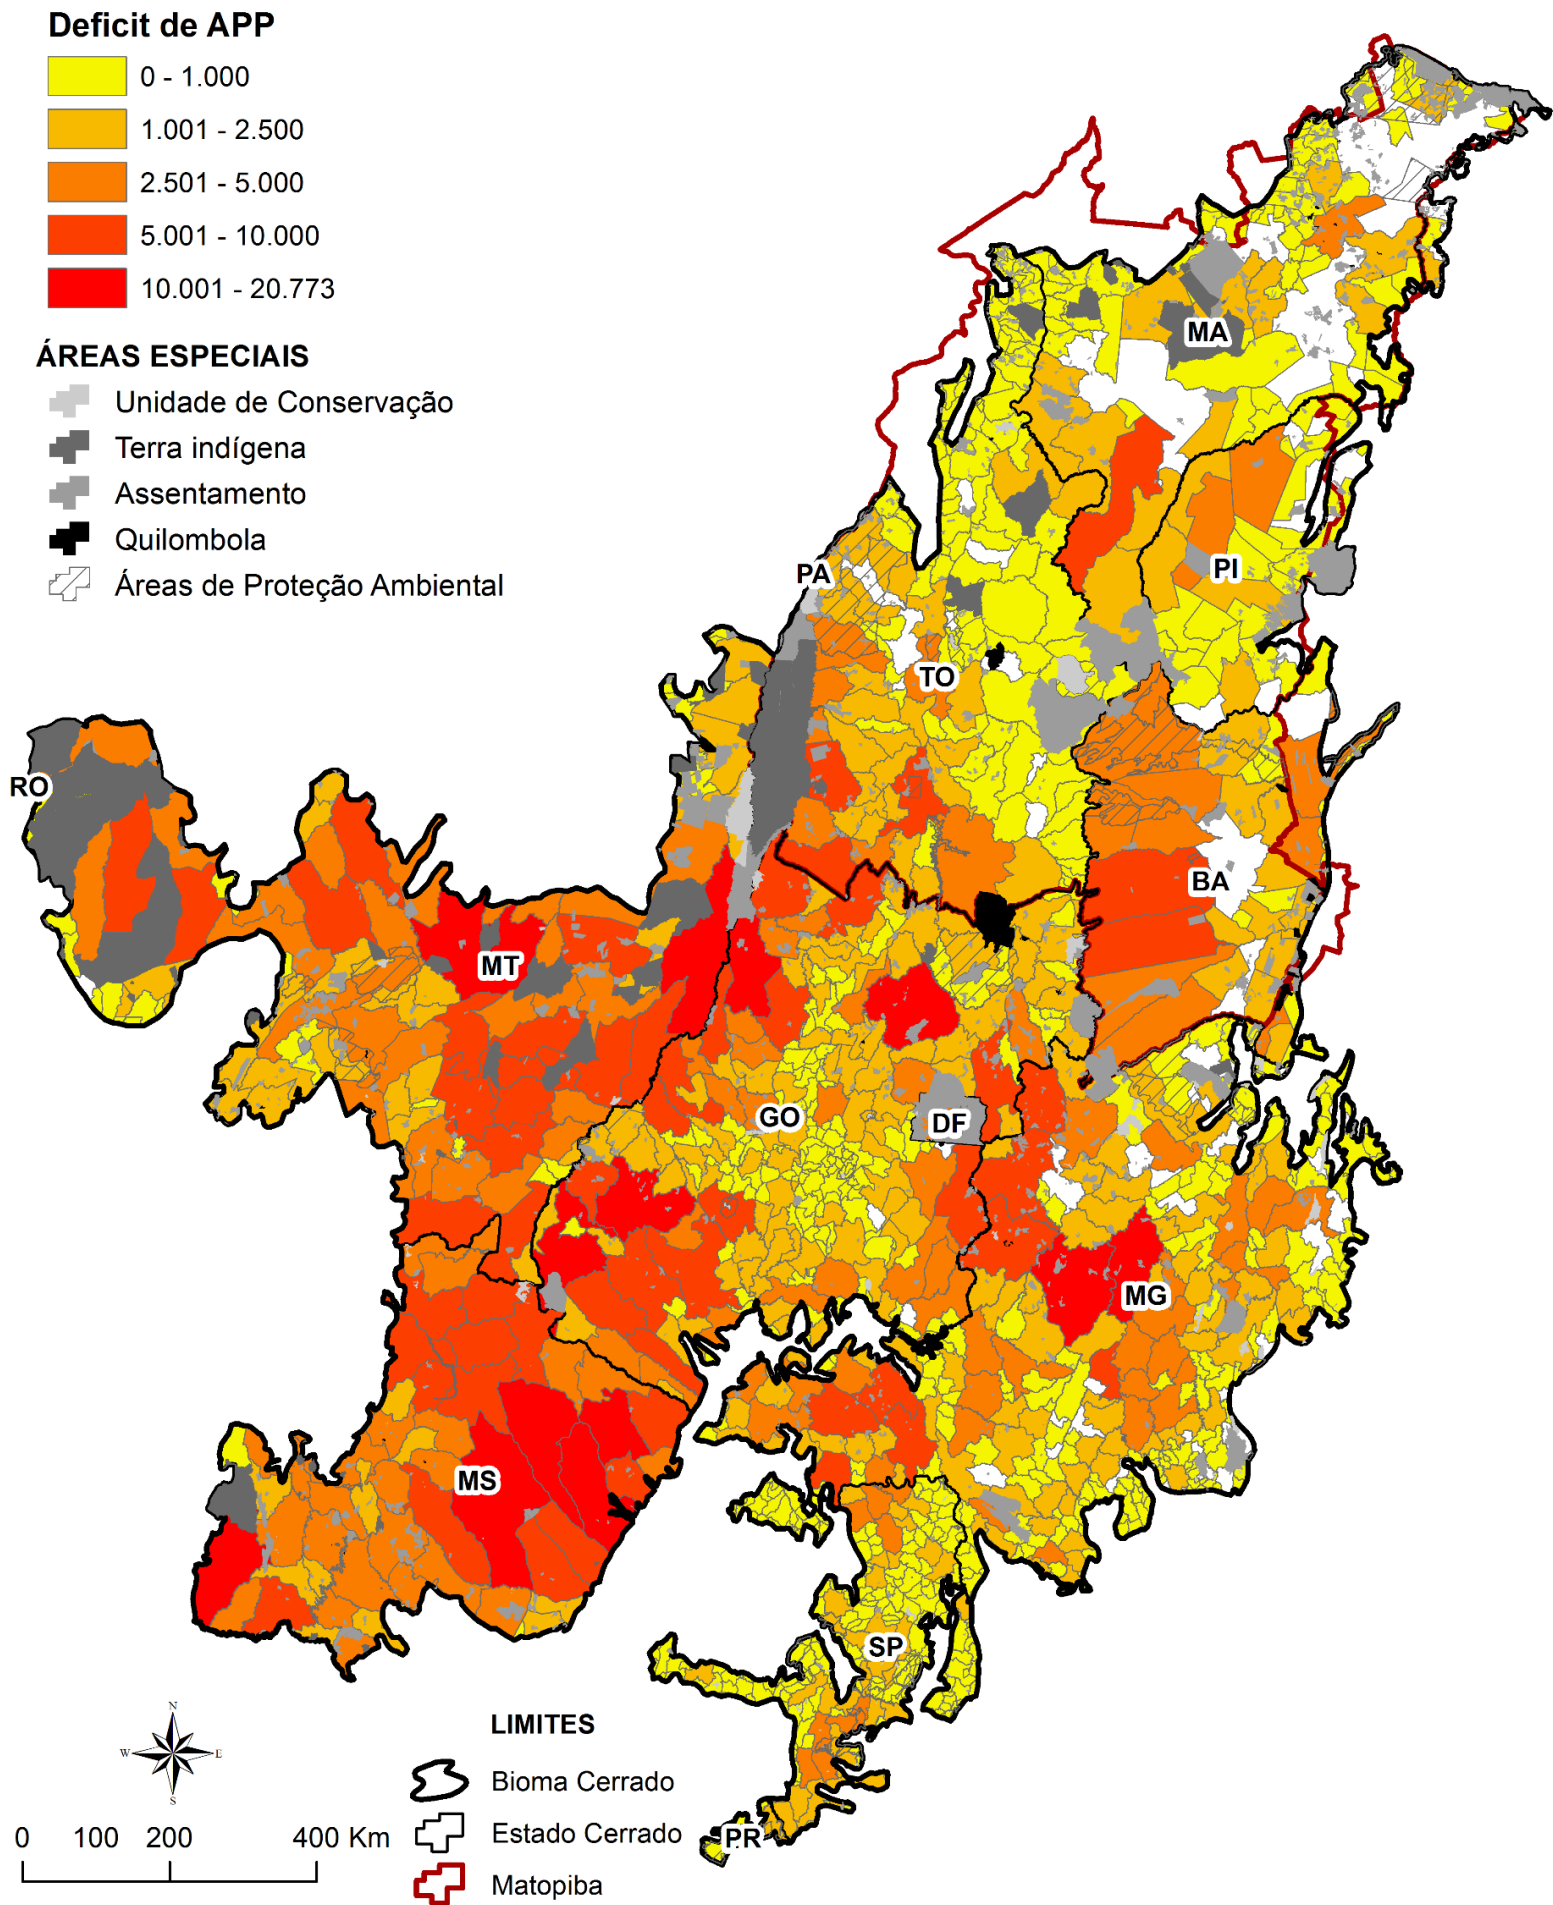 Deficit de APP
0 - 1.000
1.001 - 2.500
2.501 - 5.000
5.001 - 10.000
10.001 - 20.773
ÁREAS ESPECIAIS
Unidade de Conservação
Terra indígena
Assentamento
Quilombola
Áreas de Proteção Ambiental
MA
PI
PA
TO
RO
BA
MT
GO
DF
MG
MS
SP
PR
N
W
E
S
0 100 200 400 Km
LIMITES
Bioma Cerrado
Estado Cerrado
Matopiba